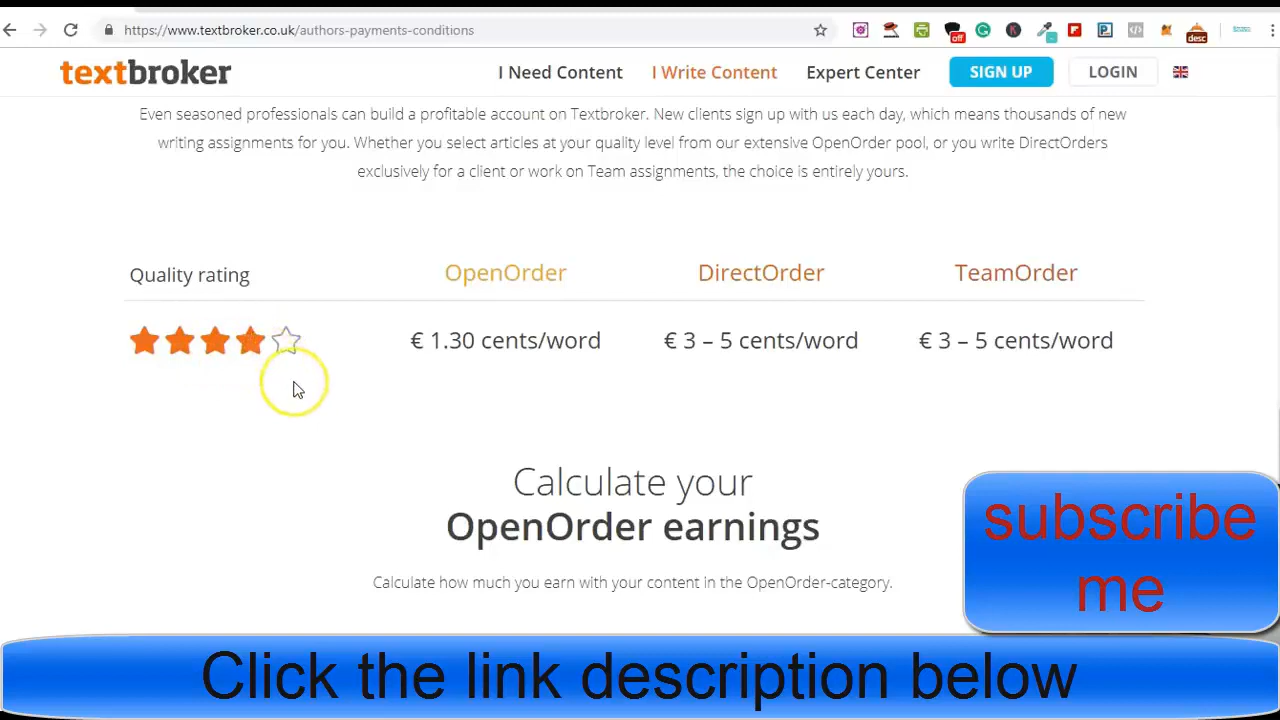 https://www.textbroker.co.uk/authors-payments-conditions
off
desc
textbroker
I Need Content
I Write Content
Expert Center
SIGN UP
LOGIN
Even seasoned professionals can build a profitable account on Textbroker. New clients sign up with us each day, which means thousands of new
writing assignments for you. Whether you select articles at your quality level from our extensive OpenOrder pool, or you write DirectOrders
exclusively for a client or work on Team assignments, the choice is entirely yours.
Quality rating OpenOrder DirectOrder TeamOrder
€ 1.30 cents/word € 3 – 5 cents/word € 3 – 5 cents/word
Calculate your
OpenOrder earnings
Calculate how much you earn with your content in the OpenOrder-category.
subscribe
me
Click the link description below